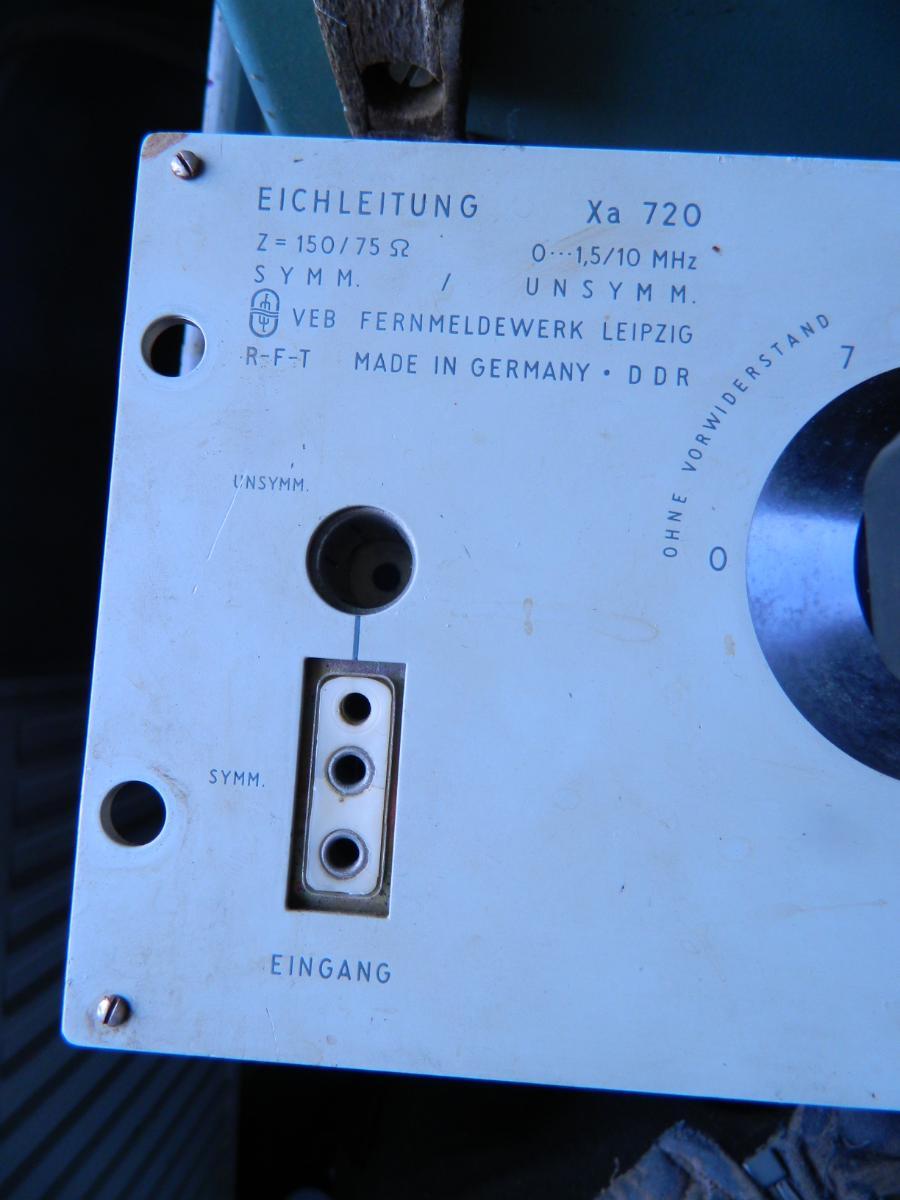 EICHLEITUNG Xa 720
Z = 150/75 Ω 0···1,5/10 MHz
SYMM. / UNSYMM.
VEB FERNMELDEWERK LEIPZIG
R-F-T MADE IN GERMANY • DDR
OHNE VORWIDERSTAND
7
0
UNSYMM.
SYMM.
EINGANG